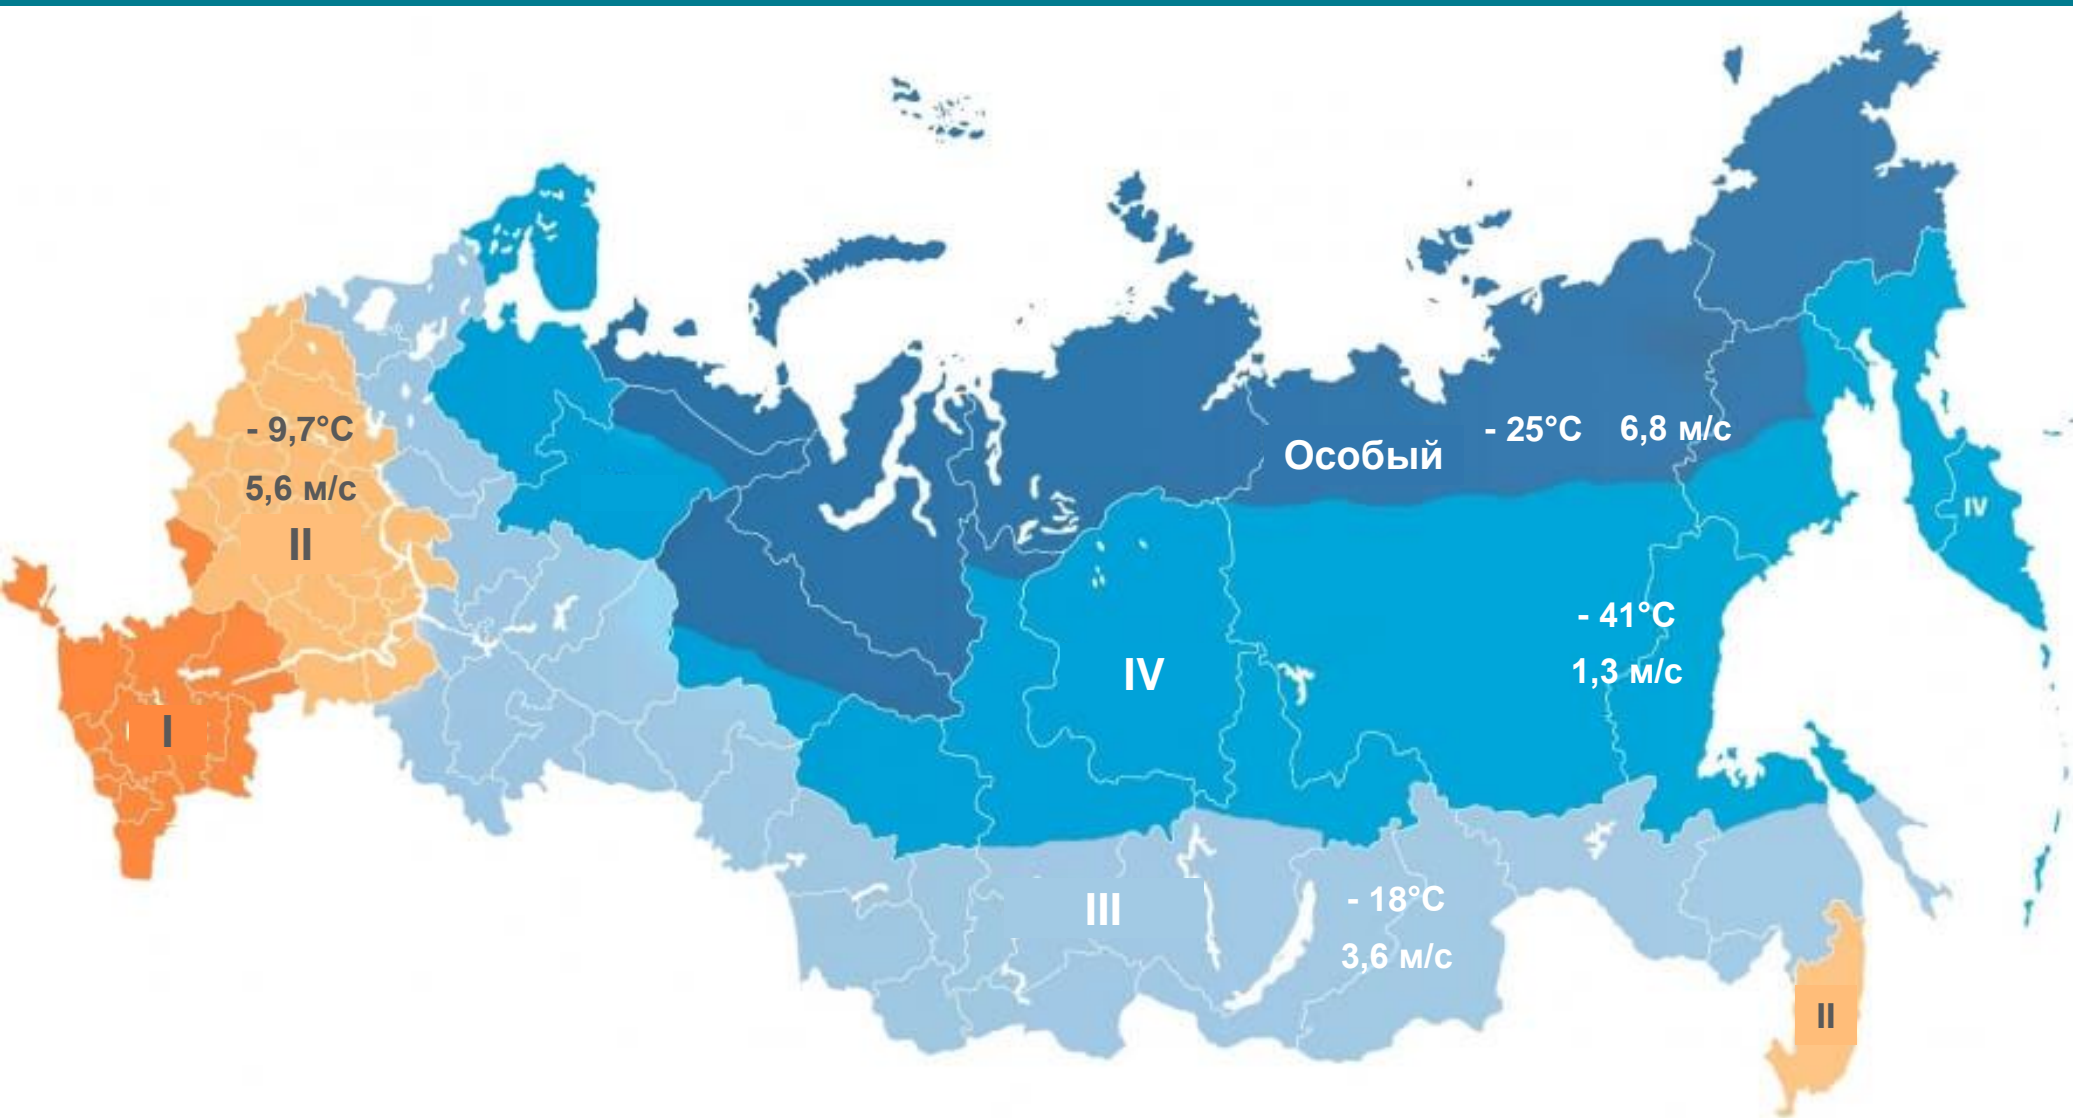 - 9,7°C
5,6 м/с
II
I
Особый
- 25°C 6,8 м/с
IV
IV
- 41°C
1,3 м/с
III
- 18°C
3,6 м/с
II